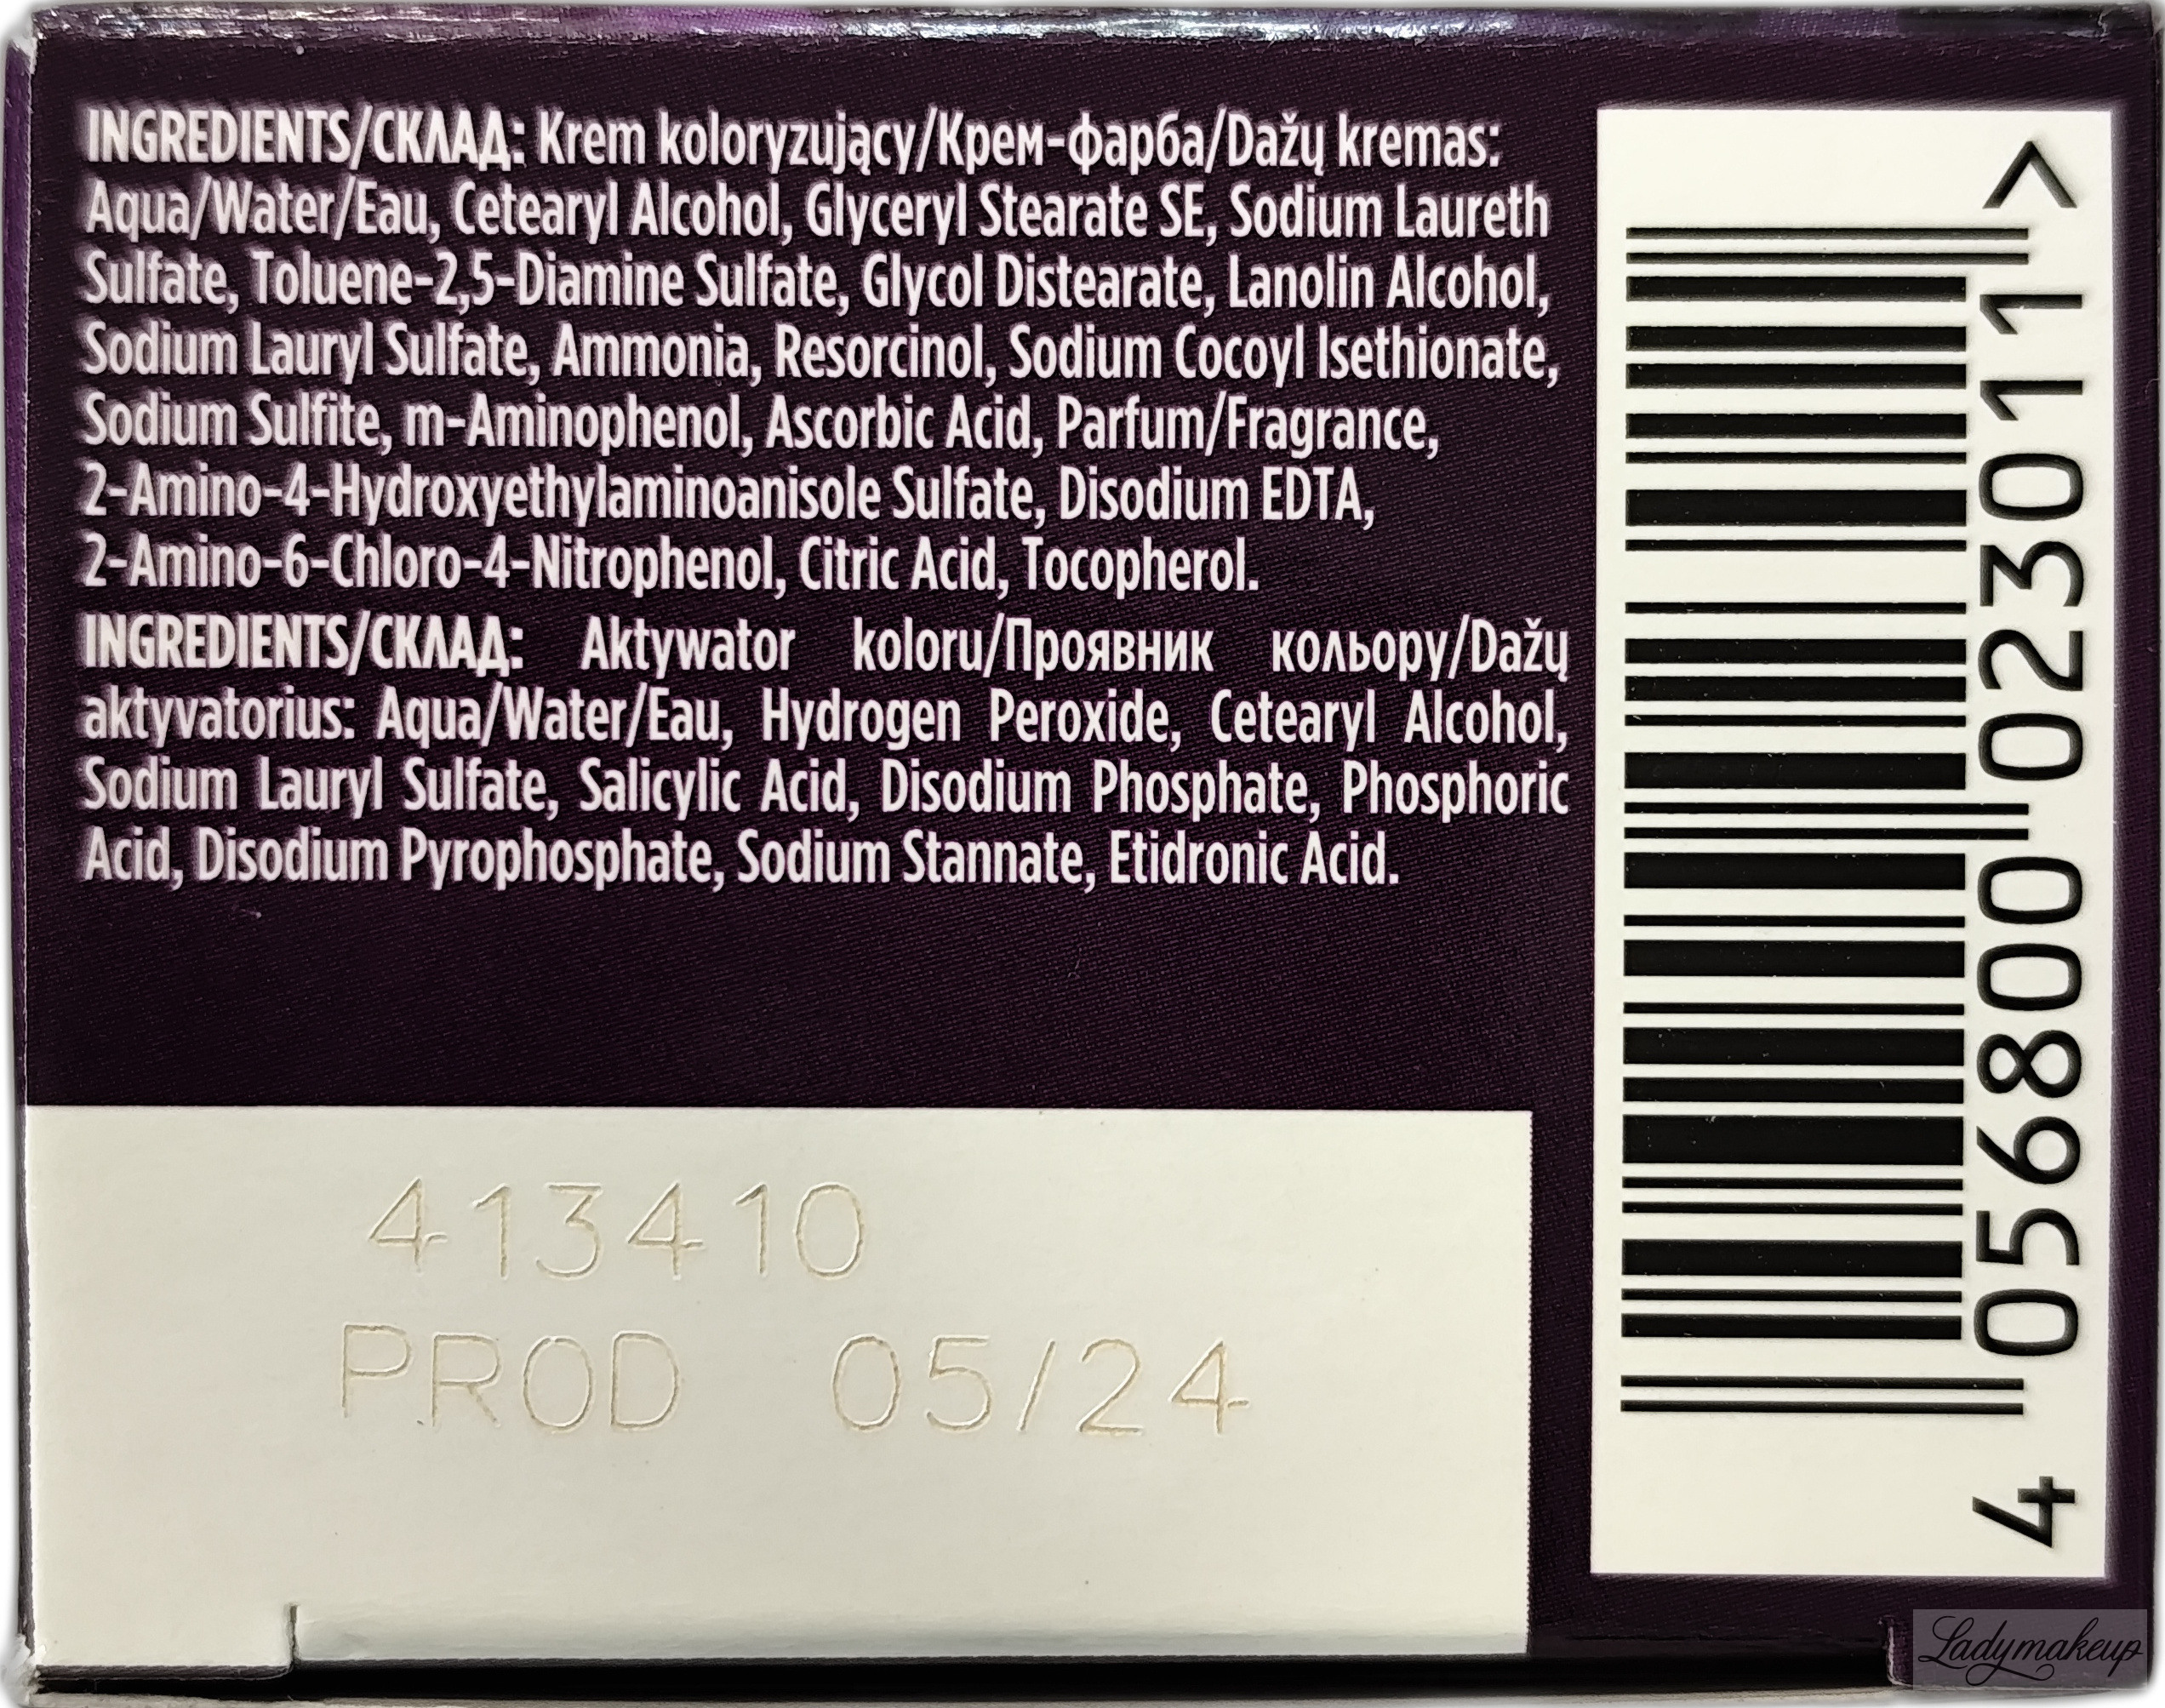 INGREDIENTS/СКЛАД: Krem koloryzujący/Крем-фарба/Dažų kremas:
Aqua/Water/Eau, Cetearyl Alcohol, Glyceryl Stearate SE, Sodium Laureth
Sulfate, Toluene-2,5-Diamine Sulfate, Glycol Distearate, Lanolin Alcohol,
Sodium Lauryl Sulfate, Ammonia, Resorcinol, Sodium Cocoyl Isethionate,
Sodium Sulfite, m-Aminophenol, Ascorbic Acid, Parfum/Fragrance,
2-Amino-4-Hydroxyethylaminoanisole Sulfate, Disodium EDTA,
2-Amino-6-Chloro-4-Nitrophenol, Citric Acid, Tocopherol.
INGREDIENTS/СКЛАД: Aktywator koloru/Проявник кольору/Dažų
aktyvatorius: Aqua/Water/Eau, Hydrogen Peroxide, Cetearyl Alcohol,
Sodium Lauryl Sulfate, Salicylic Acid, Disodium Phosphate, Phosphoric
Acid, Disodium Pyrophosphate, Sodium Stannate, Etidronic Acid.
413410
PROD 05/24
4 056800 023011 >
Ladymakeup